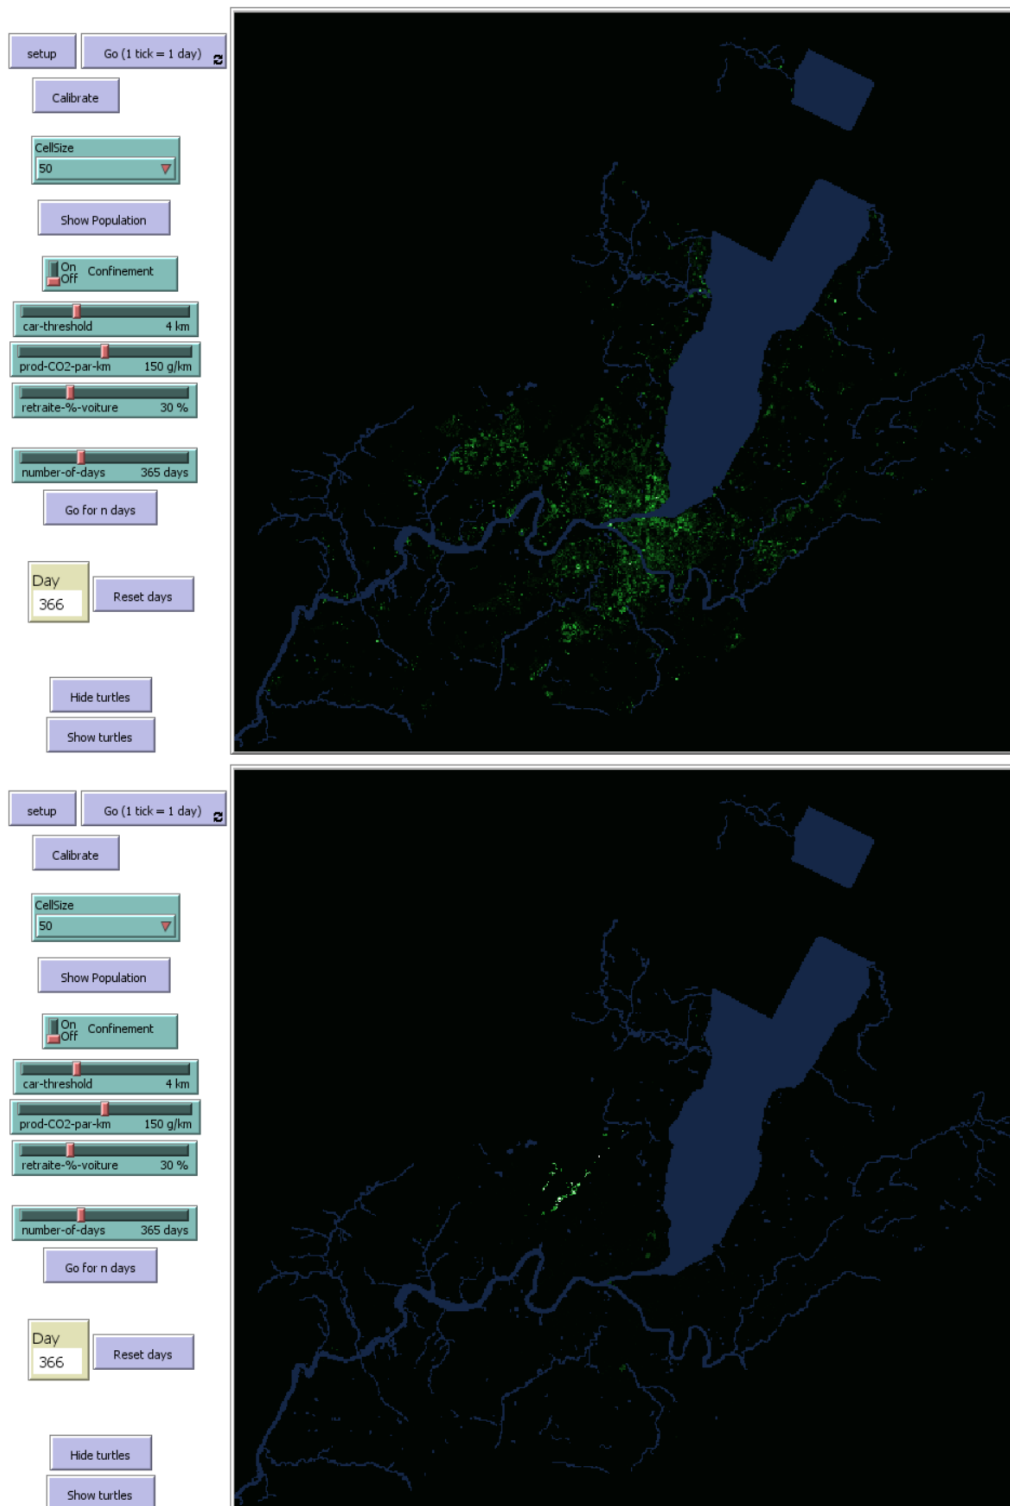 setup
Go (1 tick = 1 day)
Calibrate
CellSize
50
Show Population
On
Off
Confinement
car-threshold 4 km
prod-CO2-par-km 150 g/km
retraite-%-voiture 30 %
number-of-days 365 days
Go for n days
Day
366
Reset days
Hide turtles
Show turtles
setup
Go (1 tick = 1 day)
Calibrate
CellSize
50
Show Population
On
Off
Confinement
car-threshold 4 km
prod-CO2-par-km 150 g/km
retraite-%-voiture 30 %
number-of-days 365 days
Go for n days
Day
366
Reset days
Hide turtles
Show turtles